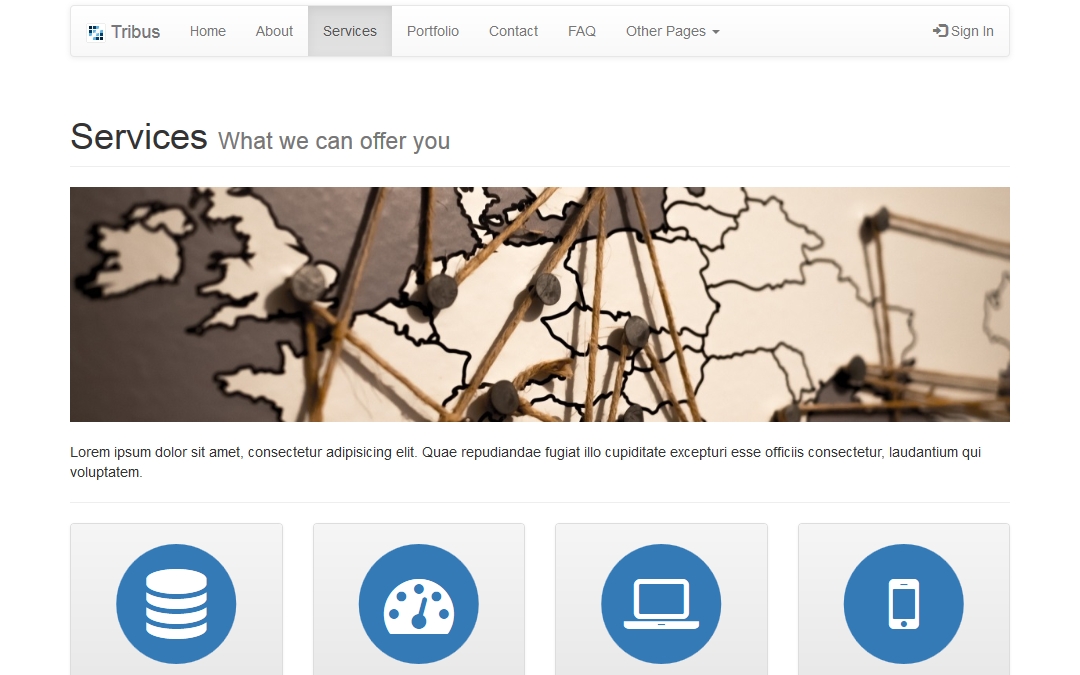 Tribus Home About Services Portfolio Contact FAQ Other Pages Sign In
Services What we can offer you
Lorem ipsum dolor sit amet, consectetur adipisicing elit. Quae repudiandae fugiat illo cupiditate excepturi esse officiis consectetur, laudantium qui
voluptatem.